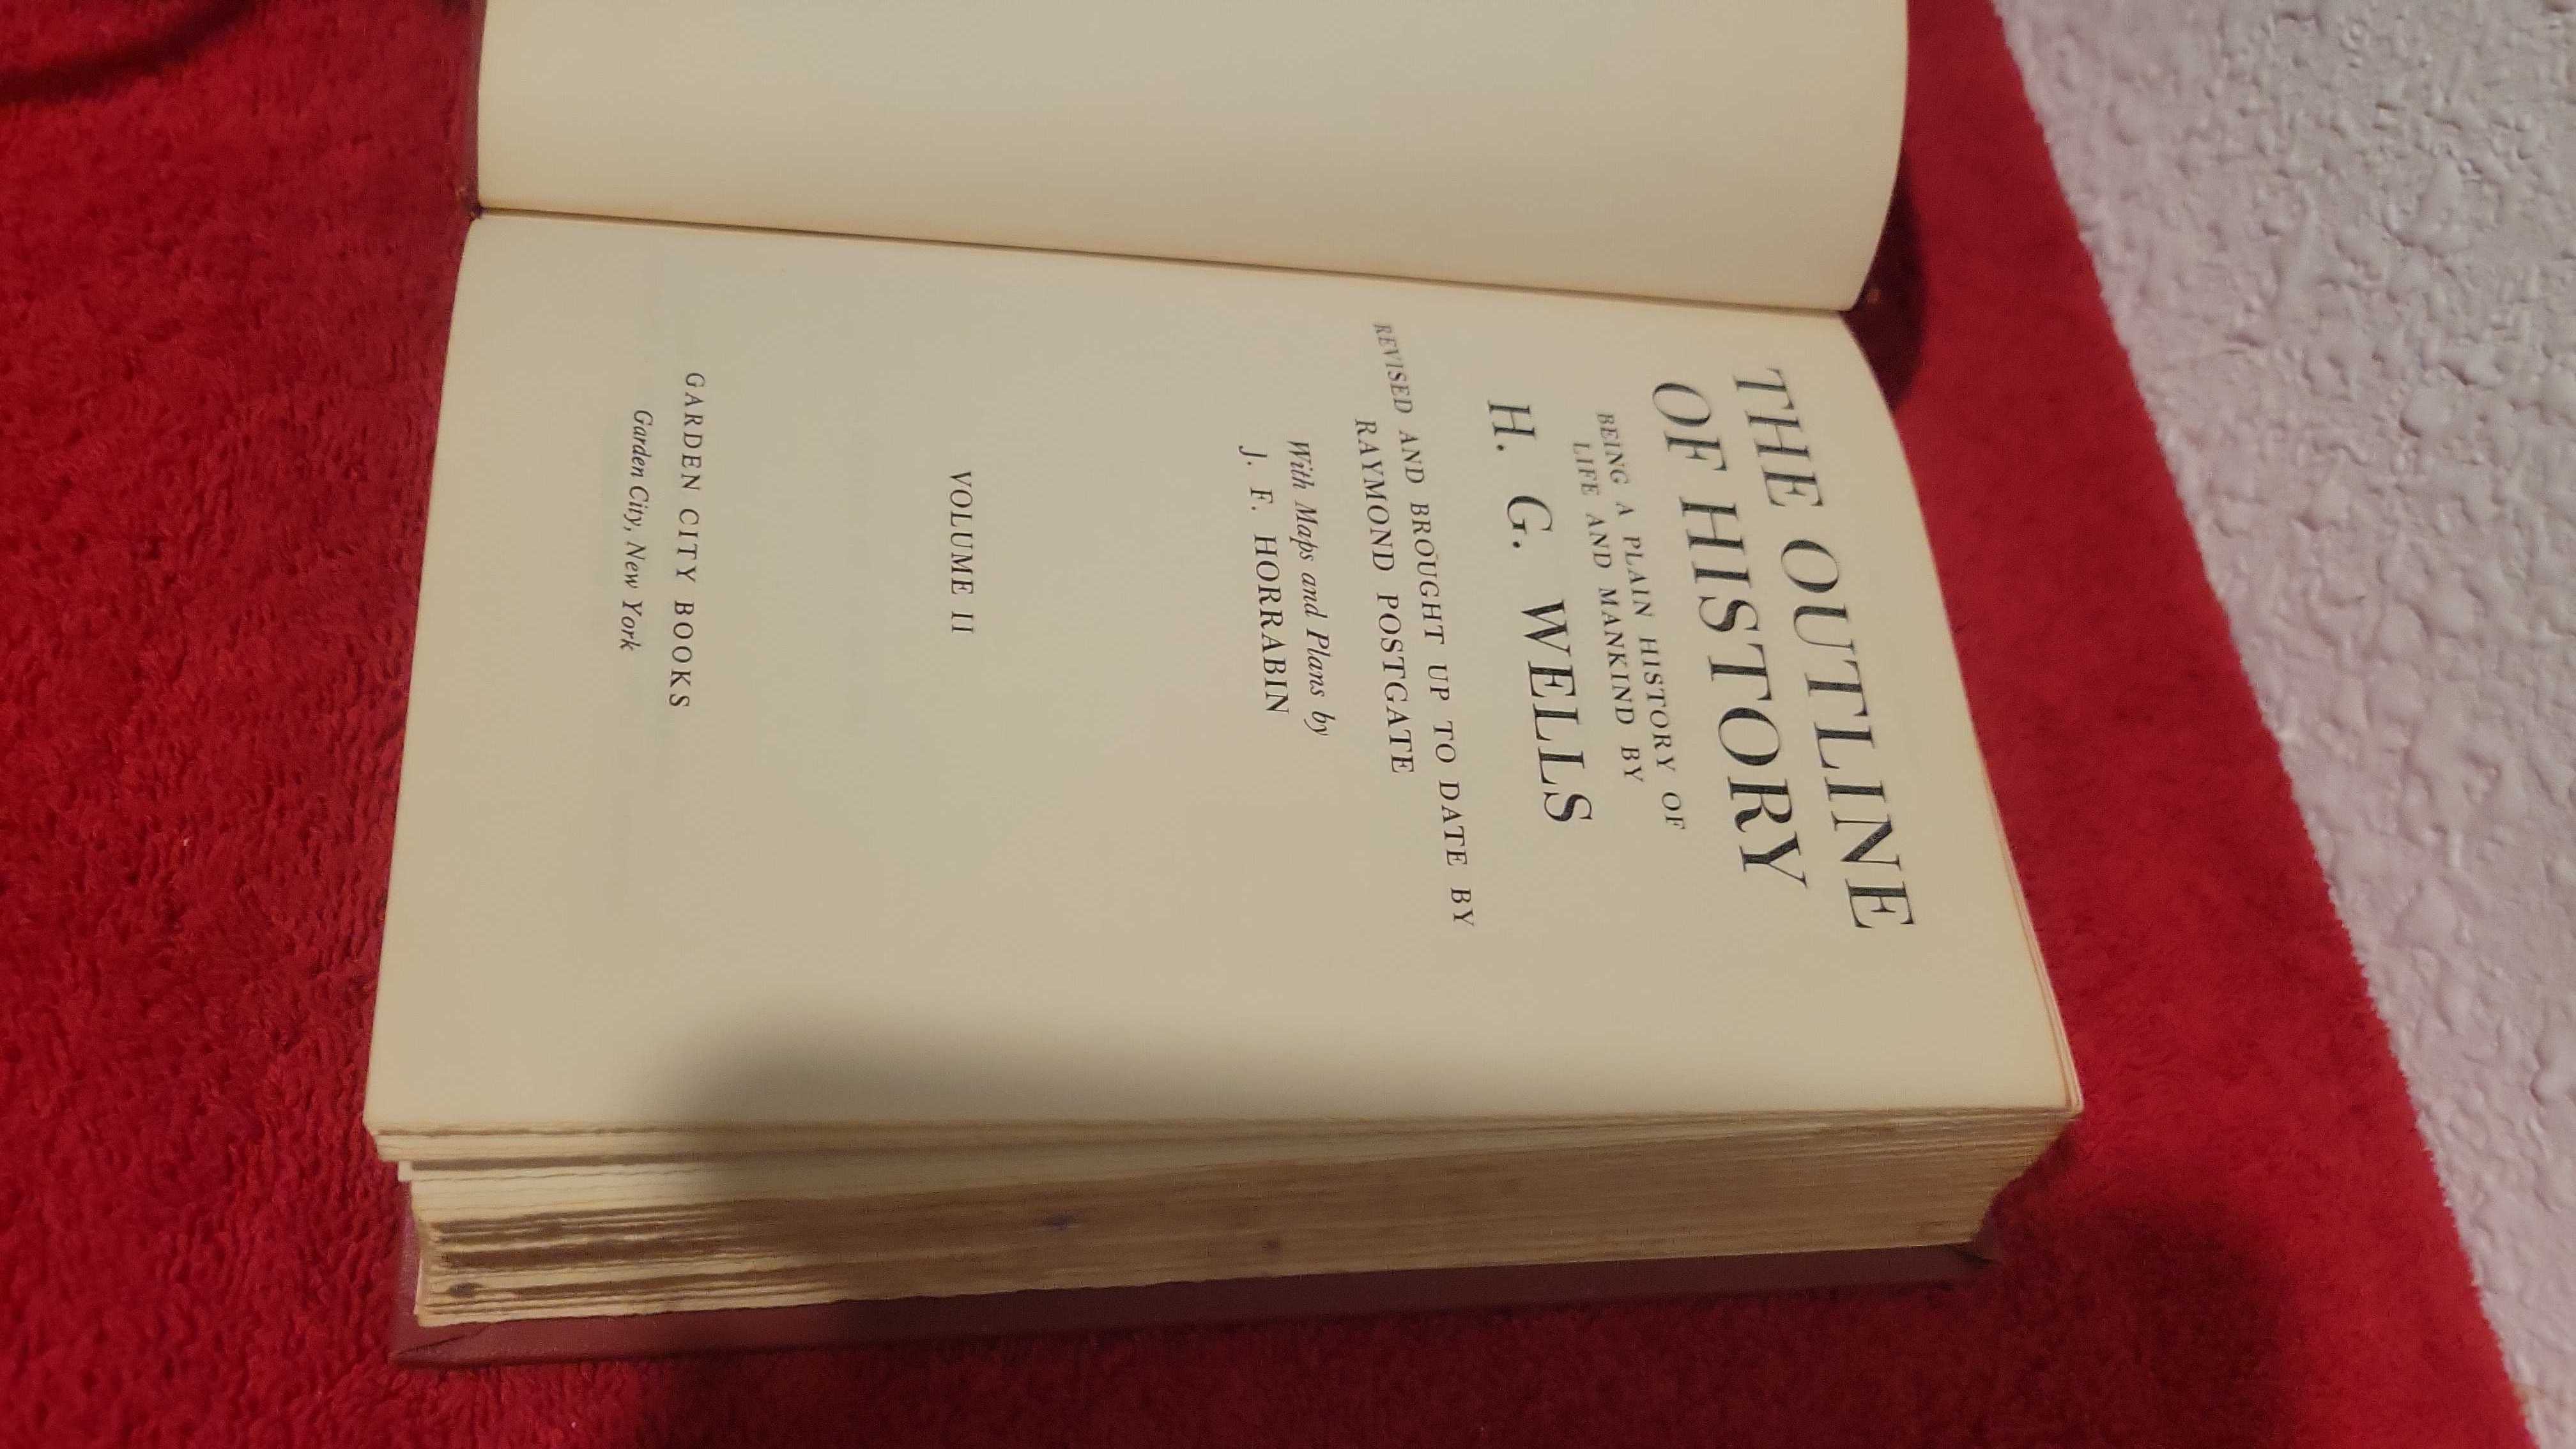 THE OUTLINE
OF HISTORY
BEING A PLAIN HISTORY OF
LIFE AND MANKIND BY
H. G. WELLS
REVISED AND BROUGHT UP TO DATE BY
RAYMOND POSTGATE
With Maps and Plans by
J. F. HORRABIN
VOLUME II
GARDEN CITY BOOKS
Garden City, New York